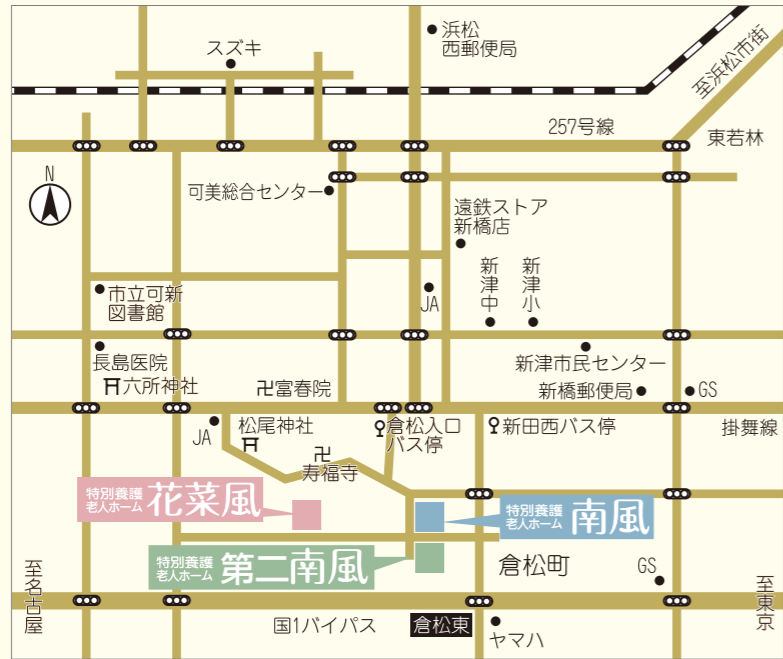 浜松
西郵便局
スズキ
至浜松市街
257号線
東若林
N
可美総合センター
遠鉄ストア
新橋店
新津中
新津小
市立可新
図書館
JA
長島医院
新津市民センター
六所神社
卍富春院
新橋郵便局
GS
JA
松尾神社
倉松入口
バス停
新田西バス停
掛舞線
卍
寿福寺
特別養護
老人ホーム 花菜風
特別養護
老人ホーム 南風
特別養護
老人ホーム 第二南風
倉松町
GS
至名古屋
至東京
国1バイパス
倉松東
ヤマハ